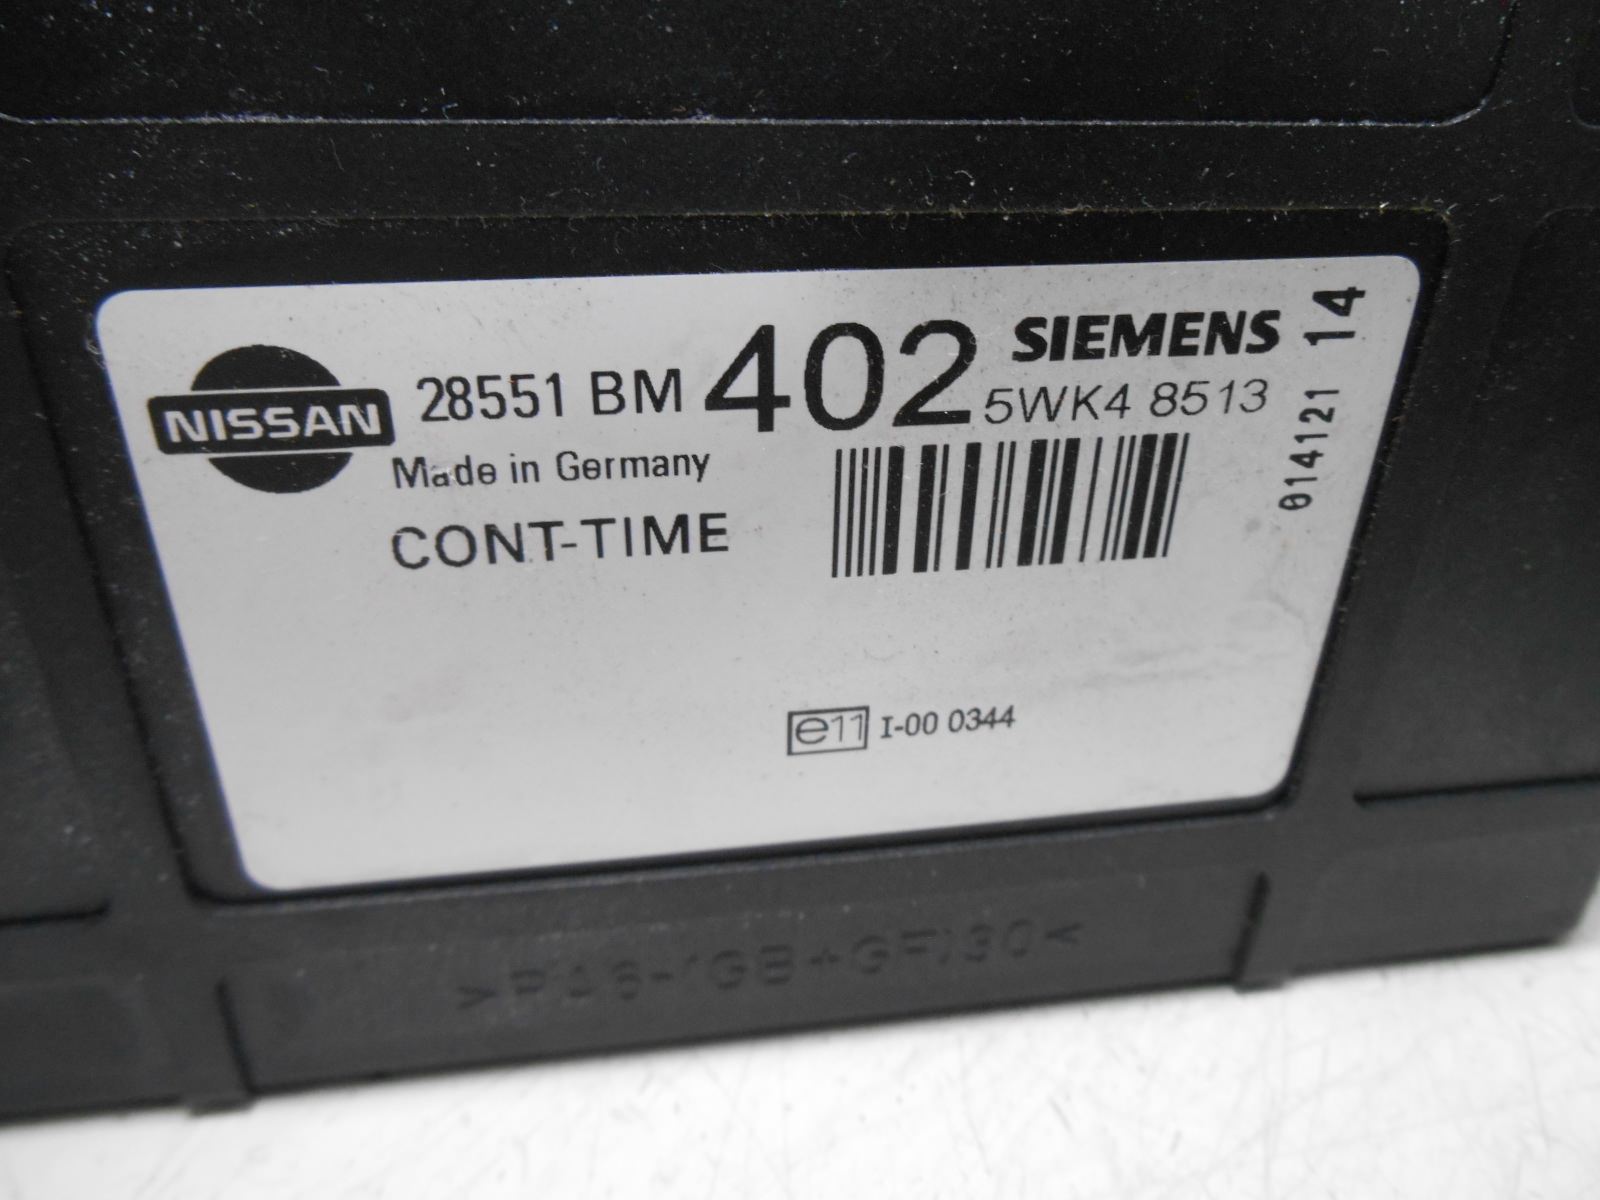 NISSAN
28551 BM 402
SIEMENS
5WK4 8513
014121 14
Made in Germany
CONT-TIME
e11 I-00 0344
>PA6-(GB+GF)30<